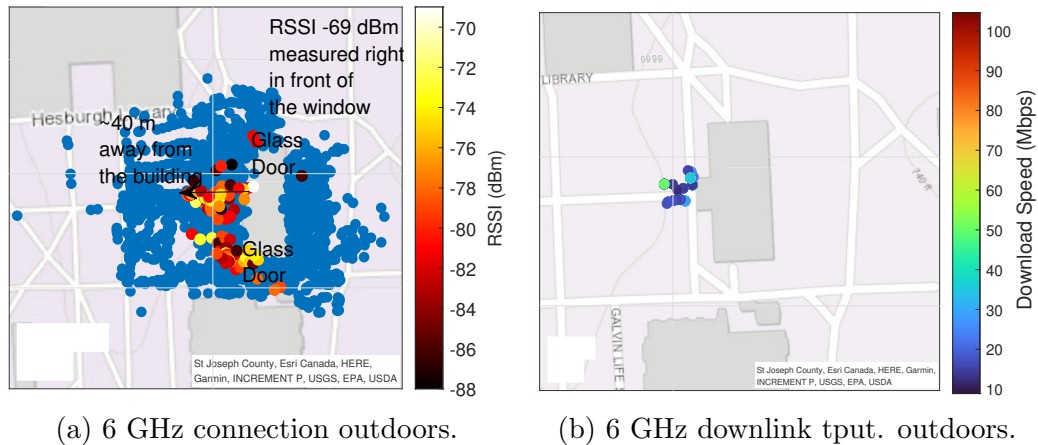 RSSI -69 dBm
measured right
in front of
the window
Hesburgh Library
~40 m
away from
the building
Glass
Door
Glass
Door
St Joseph County, Esri Canada, HERE,
Garmin, INCREMENT P, USGS, EPA, USDA
-70
-72
-74
-76
-78
-80
-82
-84
-86
-88
RSSI (dBm)
(a) 6 GHz connection outdoors.
9999
LIBRARY
740 ft
GALVIN LIFE S
St Joseph County, Esri Canada, HERE, Garmin,
INCREMENT P, USGS, EPA, USDA
100
90
80
70
60
50
40
30
20
10
Download Speed (Mbps)
(b) 6 GHz downlink tput. outdoors.